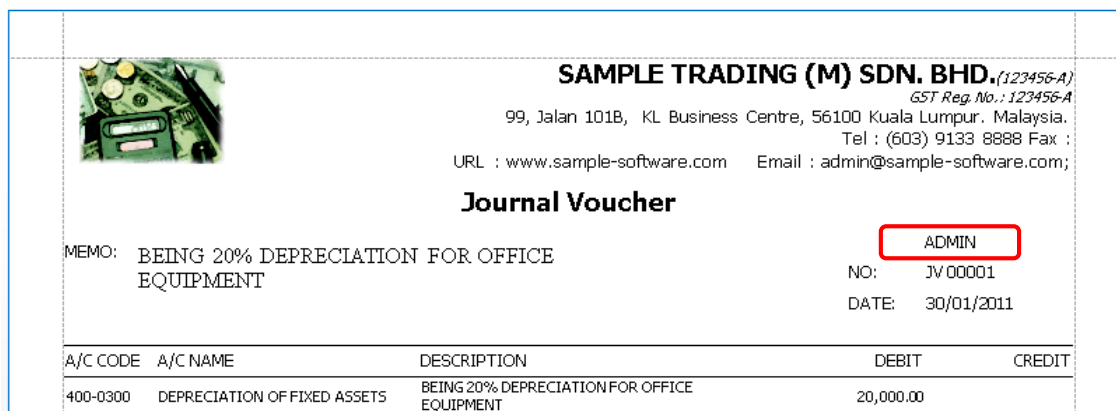 SAMPLE TRADING (M) SDN. BHD.(123456-A)
GST Reg. No.: 123456-A
99, Jalan 101B, KL Business Centre, 56100 Kuala Lumpur. Malaysia.
Tel : (603) 9133 8888 Fax :
URL : www.sample-software.com Email : admin@sample-software.com;
Journal Voucher
ADMIN
MEMO: BEING 20% DEPRECIATION FOR OFFICE
EQUIPMENT
NO: JV 00001
DATE: 30/01/2011
A/C CODE A/C NAME DESCRIPTION DEBIT CREDIT
400-0300 DEPRECIATION OF FIXED ASSETS BEING 20% DEPRECIATION FOR OFFICE
EQUIPMENT 20,000.00